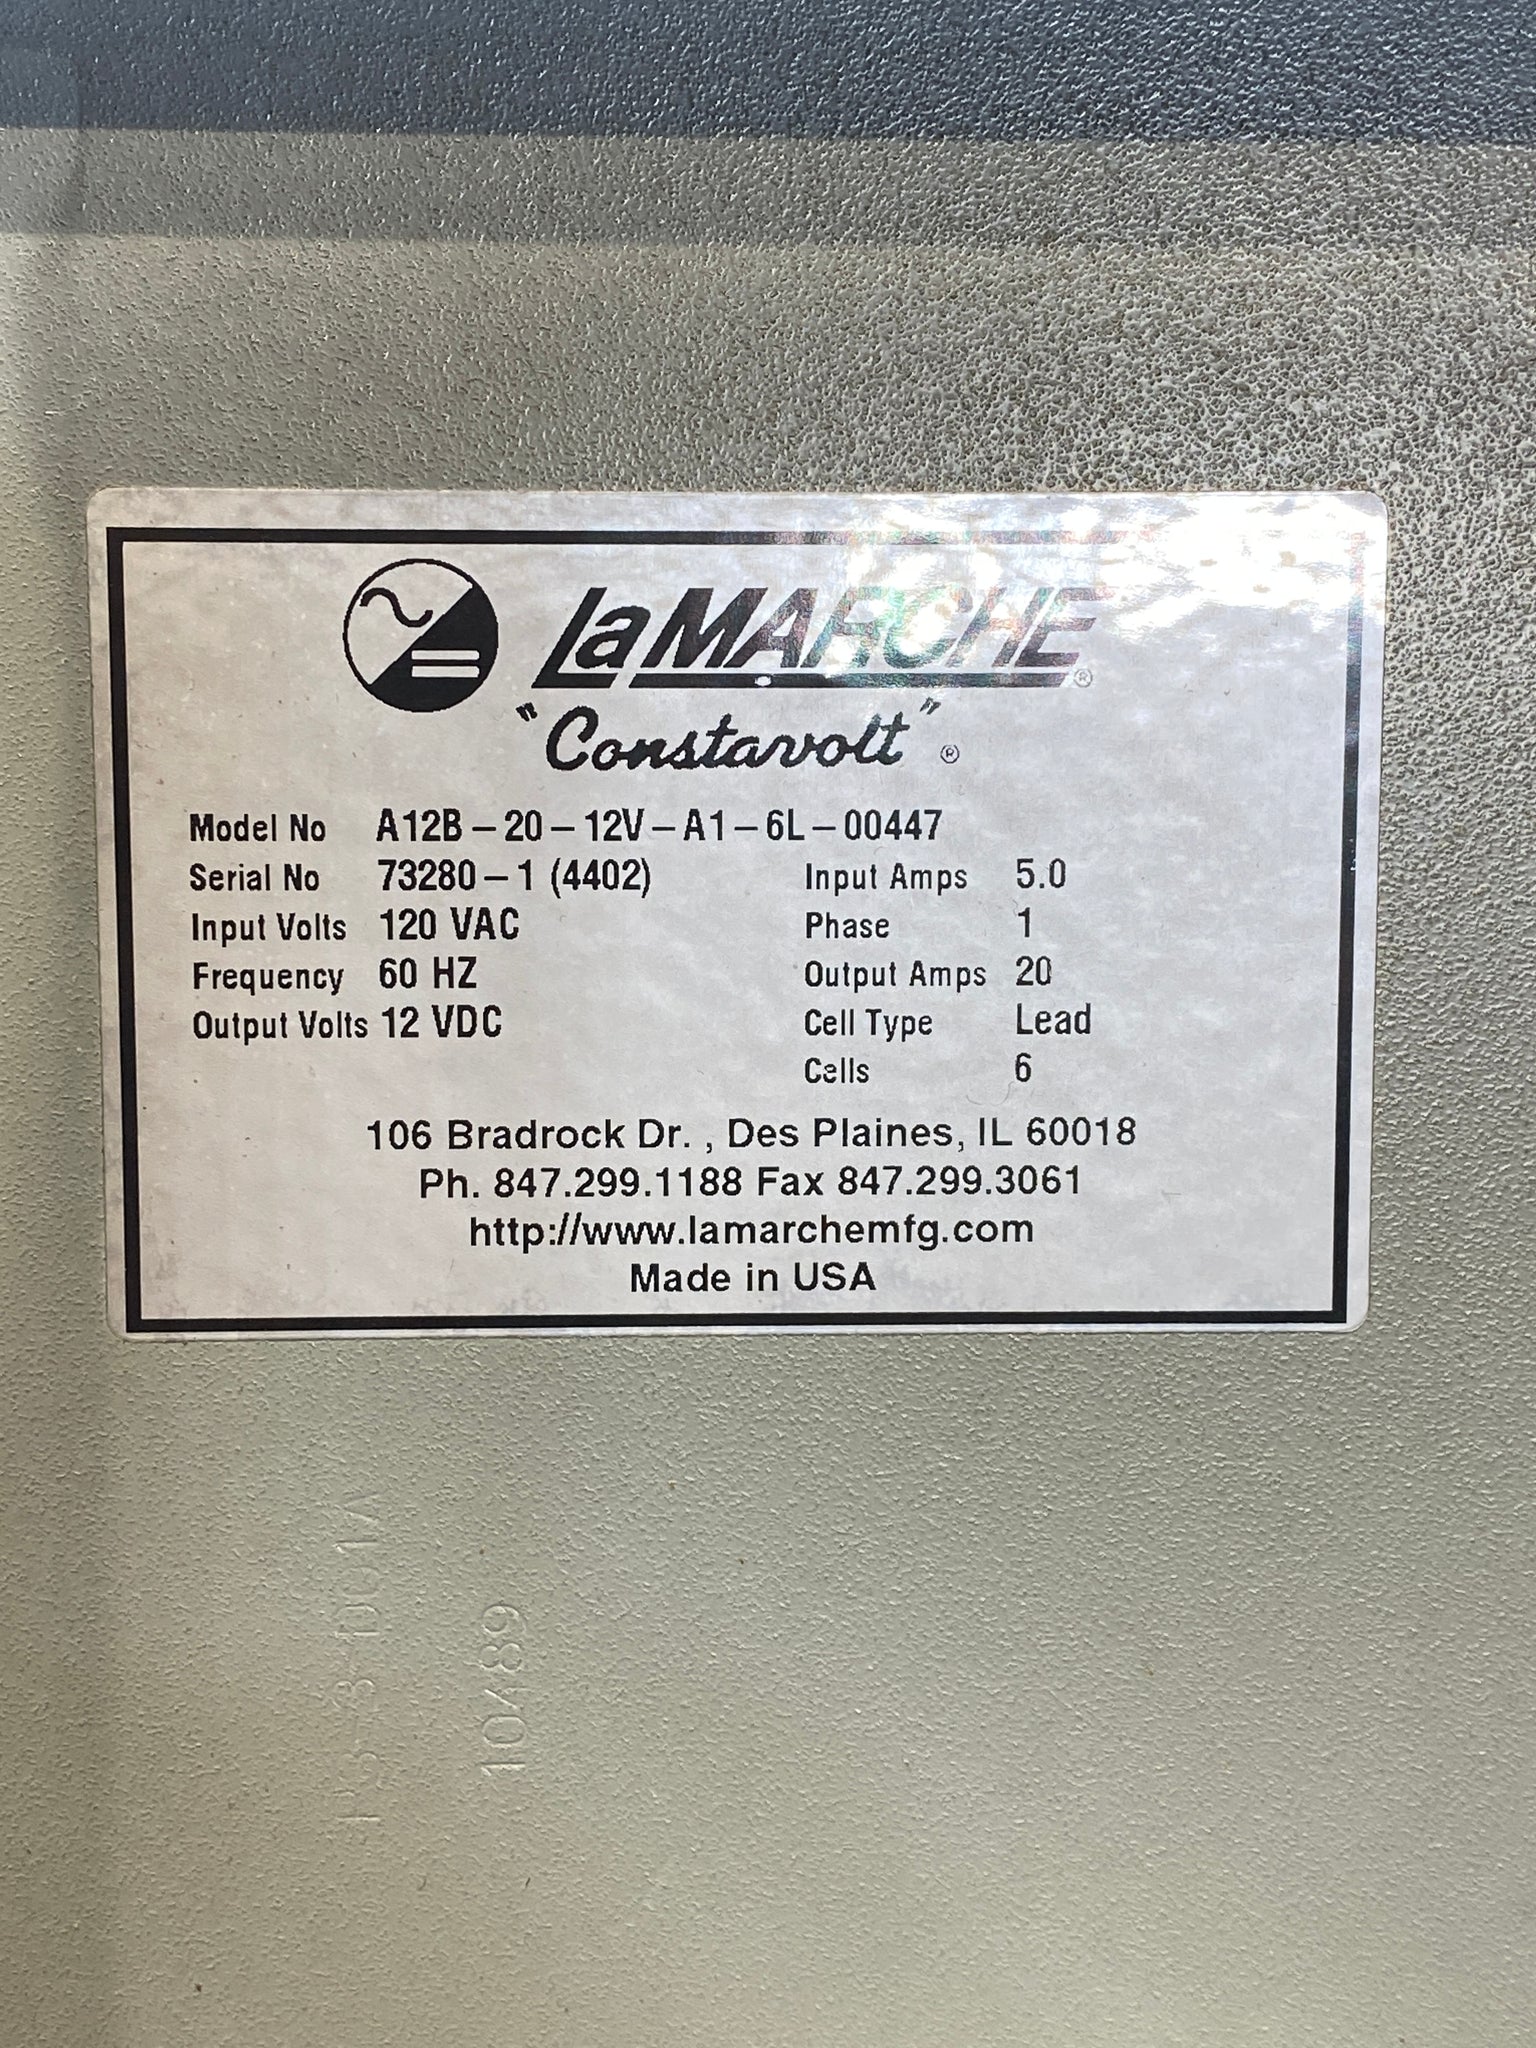 LaMARCHE®
"Constavolt"®
Model No A12B-20-12V-A1-6L-00447
Serial No 73280-1 (4402) Input Amps 5.0
Input Volts 120 VAC Phase 1
Frequency 60 HZ Output Amps 20
Output Volts 12 VDC Cell Type Lead
Cells 6
106 Bradrock Dr. , Des Plaines, IL 60018
Ph. 847.299.1188 Fax 847.299.3061
http://www.lamarchemfg.com
Made in USA
10489